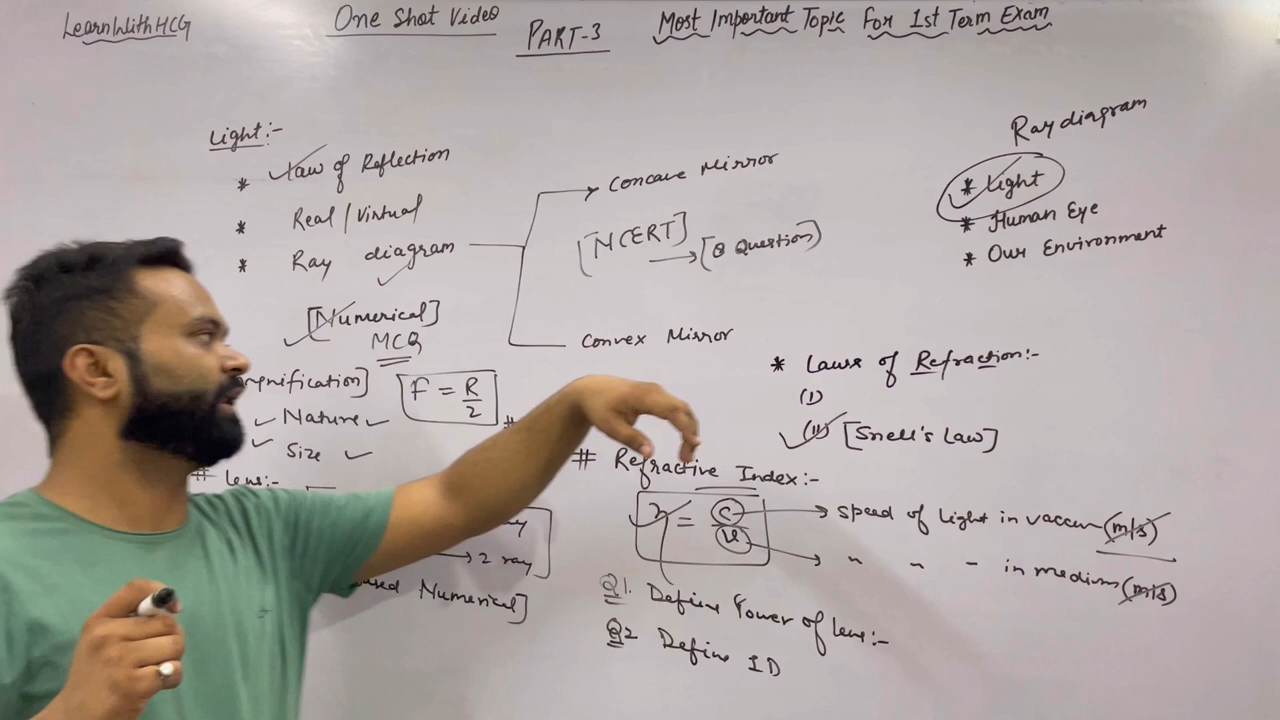 LearnWithHCG
One Shot Video
PART-3
Most Important Topic For 1st Term Exam
Light:-
* Law of Reflection
* Real/Virtual
* Ray diagram
[Numerical]
MCQ
F = R/2
Nature
Size
# Lens:-
→ Concave Mirror
[NCERT]
→ [8 Question]
Convex Mirror
Ray diagram
* Light
* Human Eye
* Our Environment
* Laws of Refraction:-
(I)
(II) [Snell's Law]
#
# Refractive Index:-
= c/v
→ speed of light in vaccum (m/s)
→ " " - in medium (m/s)
→ 2 ray
Numerical]
Q1. Define Power of lens:-
Q2 Define 1D